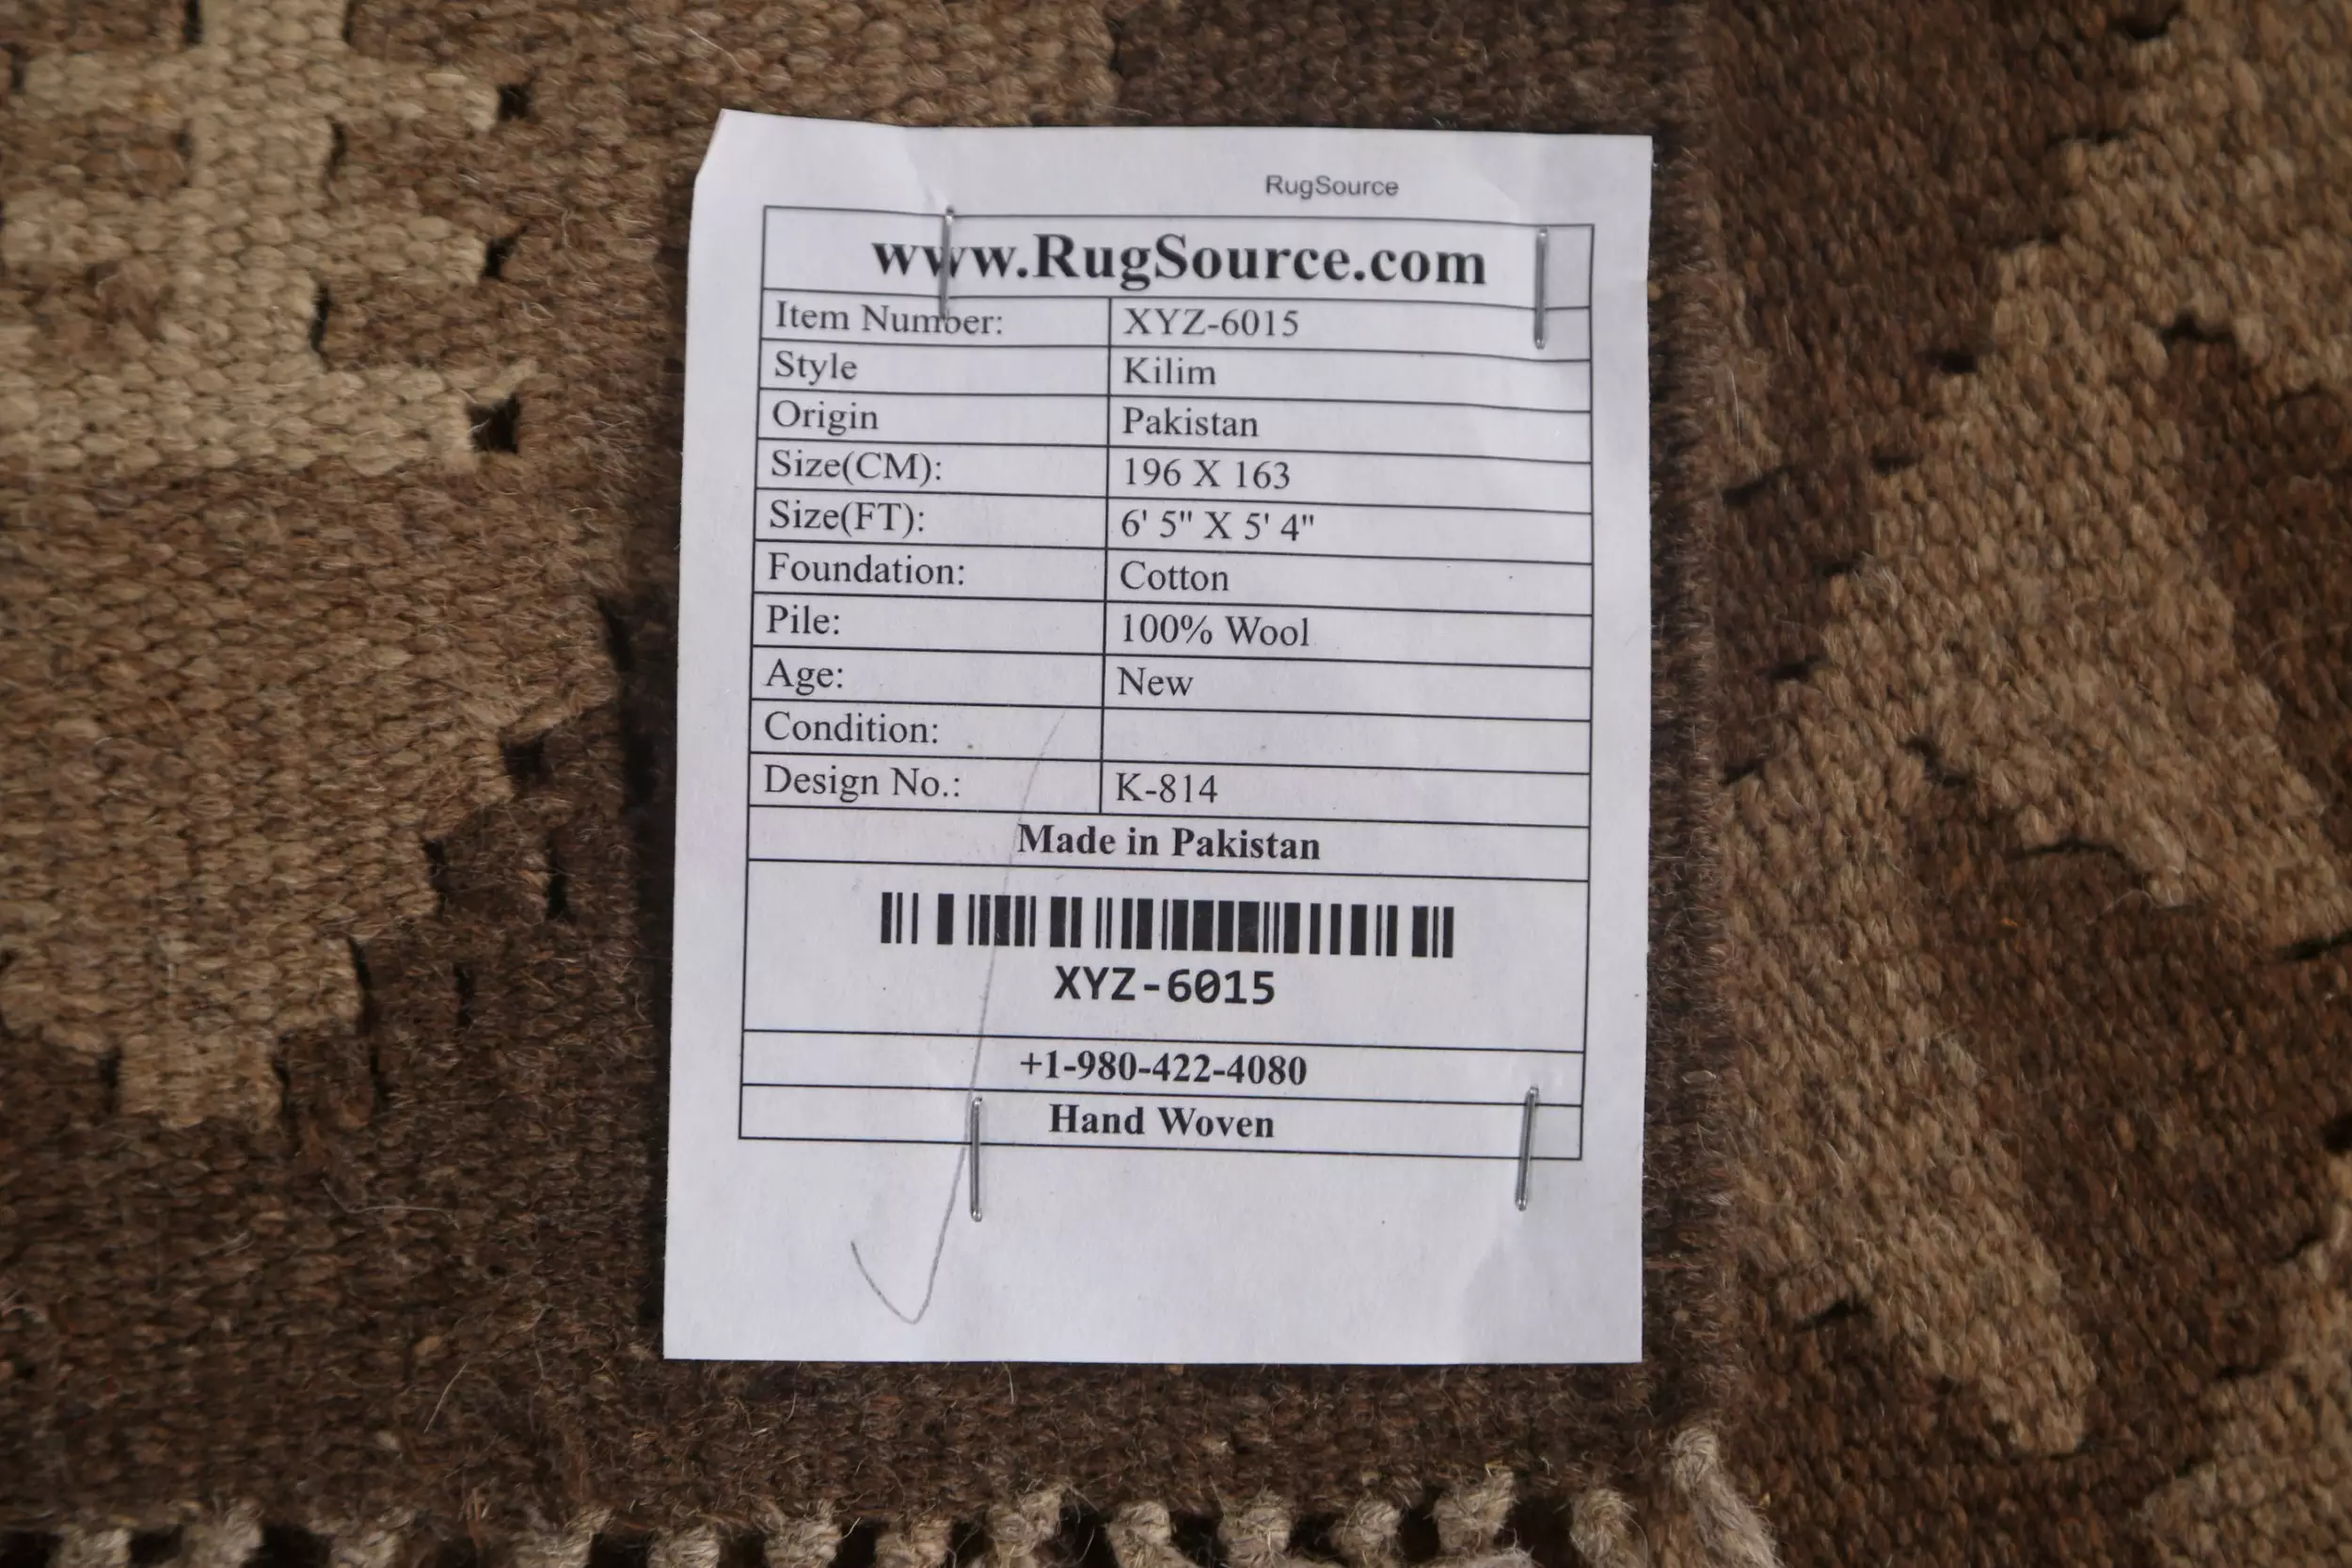 RugSource
www.RugSource.com
Item Number: XYZ-6015
Style Kilim
Origin Pakistan
Size(CM): 196 X 163
Size(FT): 6' 5" X 5' 4"
Foundation: Cotton
Pile: 100% Wool
Age: New
Condition:
Design No.: K-814
Made in Pakistan
XYZ-6015
+1-980-422-4080
Hand Woven